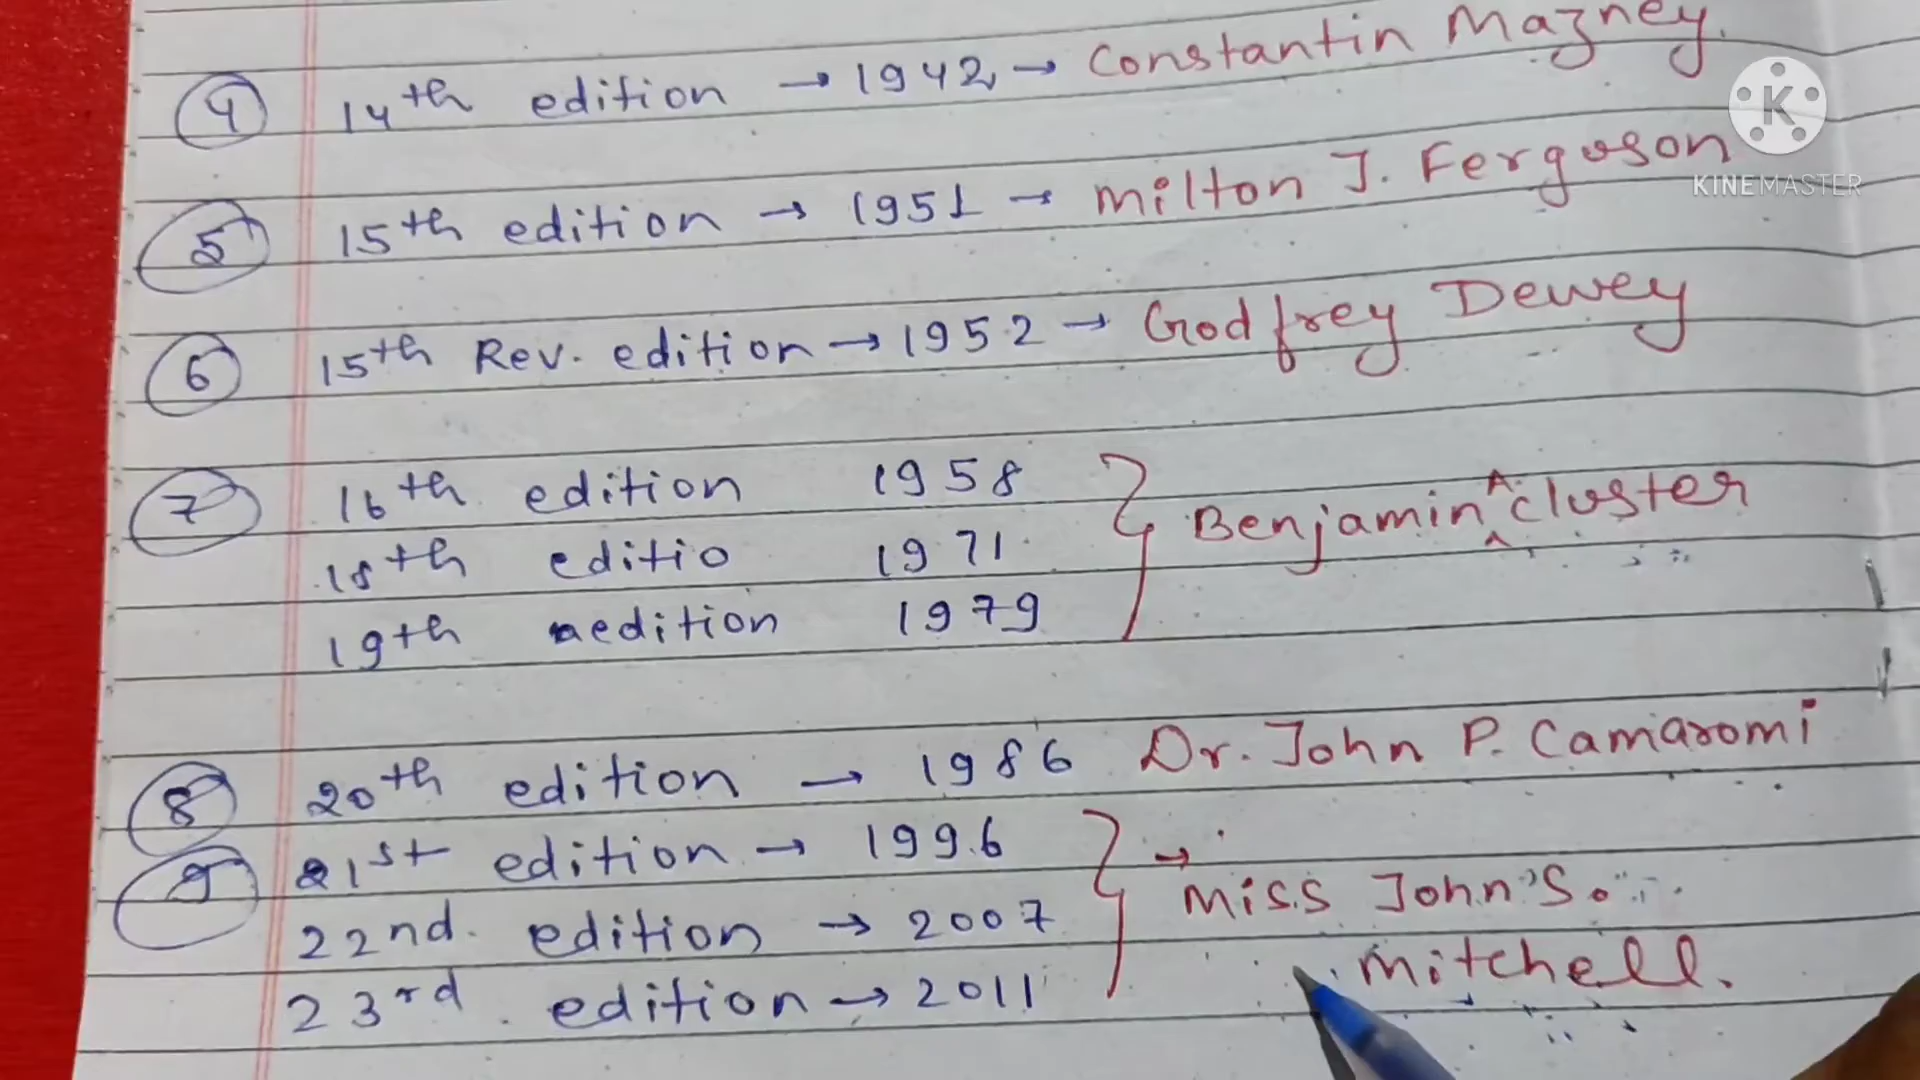 4 14th edition → 1942 → Constantin Mazney.
5 15th edition → 1951 → Milton J. Ferguson
KINEMASTER
6 15th Rev. edition → 1952 → Godfrey Dewey
7 16th edition 1958
18th editio 1971
Benjamin A cluster
19th aedition 1979
8 20th edition → 1986 Dr. John P. Camaromi
9 21st edition → 1996 →
Miss John's.
22nd. edition → 2007
Mitchell.
23rd. edition → 2011